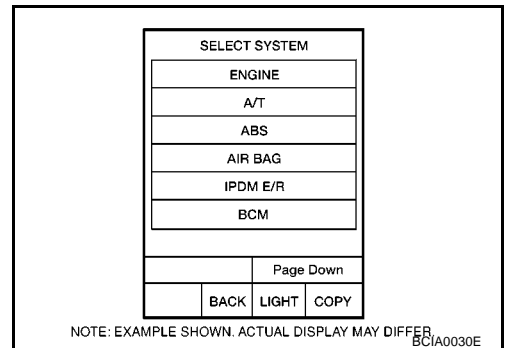 SELECT SYSTEM
ENGINE
A/T
ABS
AIR BAG
IPDM E/R
BCM
Page Down
BACK LIGHT COPY
NOTE: EXAMPLE SHOWN. ACTUAL DISPLAY MAY DIFFER.
BCIA0030E